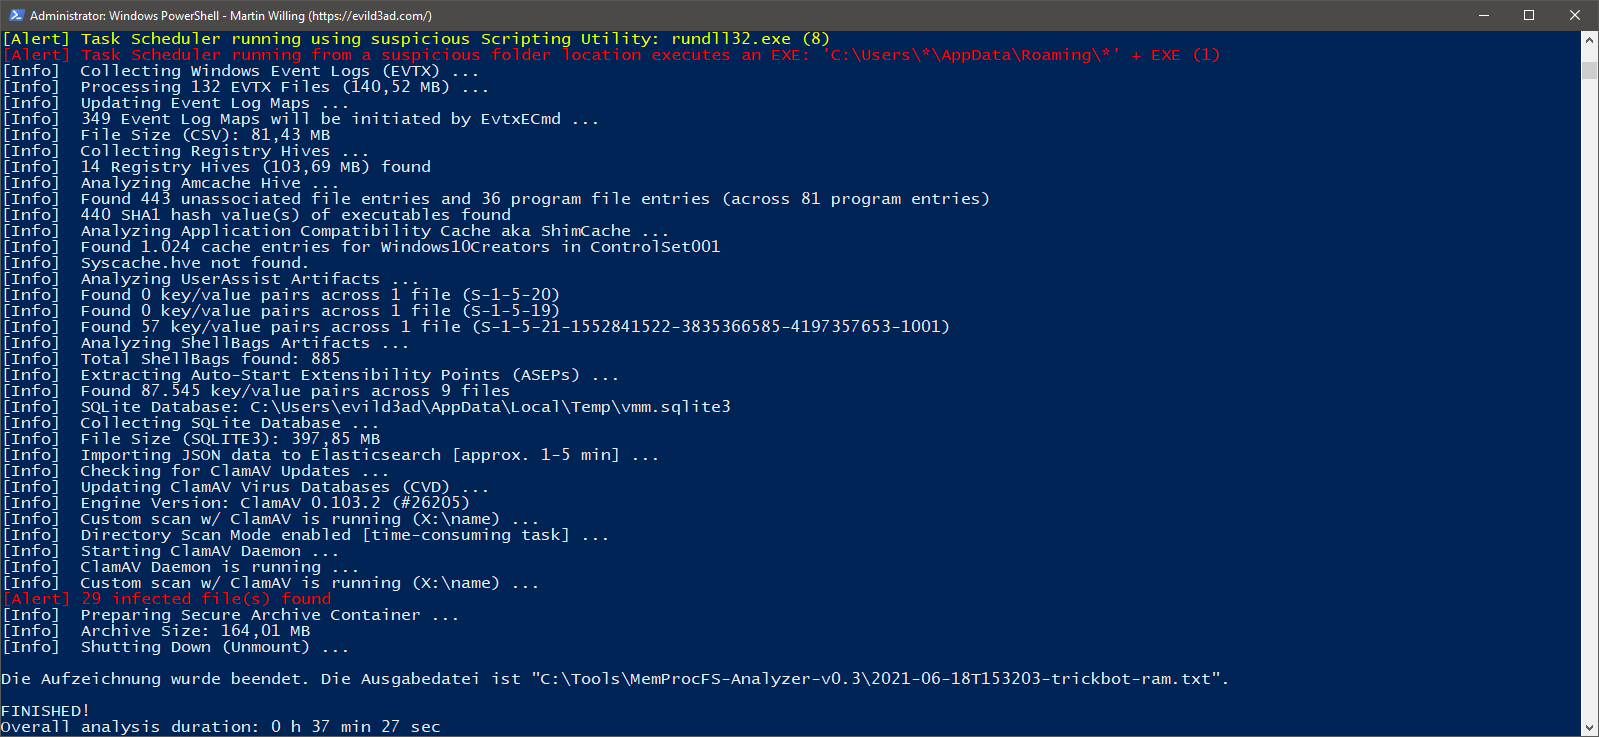 Administrator: Windows PowerShell - Martin Willing (https://evild3ad.com/)
[Alert] Task Scheduler running using suspicious Scripting Utility: rundll32.exe (8)
[Alert] Task Scheduler running from a suspicious folder location executes an EXE: 'C:\Users\*\AppData\Roaming\*' + EXE (1)
[Info]  Collecting Windows Event Logs (EVTX) ...
[Info]  Processing 132 EVTX Files (140,52 MB) ...
[Info]  Updating Event Log Maps ...
[Info]  349 Event Log Maps will be initiated by EvtxECmd ...
[Info]  File Size (CSV): 81,43 MB
[Info]  Collecting Registry Hives ...
[Info]  14 Registry Hives (103,69 MB) found
[Info]  Analyzing Amcache Hive ...
[Info]  Found 443 unassociated file entries and 36 program file entries (across 81 program entries)
[Info]  440 SHA1 hash value(s) of executables found
[Info]  Analyzing Application Compatibility Cache aka ShimCache ...
[Info]  Found 1.024 cache entries for Windows10Creators in ControlSet001
[Info]  Syscache.hve not found.
[Info]  Analyzing UserAssist Artifacts ...
[Info]  Found 0 key/value pairs across 1 file (S-1-5-20)
[Info]  Found 0 key/value pairs across 1 file (S-1-5-19)
[Info]  Found 57 key/value pairs across 1 file (S-1-5-21-1552841522-3835366585-4197357653-1001)
[Info]  Analyzing ShellBags Artifacts ...
[Info]  Total ShellBags found: 885
[Info]  Extracting Auto-Start Extensibility Points (ASEPs) ...
[Info]  Found 87.545 key/value pairs across 9 files
[Info]  SQLite Database: C:\Users\evild3ad\AppData\Local\Temp\vmm.sqlite3
[Info]  Collecting SQLite Database ...
[Info]  File Size (SQLITE3): 397,85 MB
[Info]  Importing JSON data to Elasticsearch [approx. 1-5 min] ...
[Info]  Checking for ClamAV Updates ...
[Info]  Updating ClamAV Virus Databases (CVD) ...
[Info]  Engine Version: ClamAV 0.103.2 (#26205)
[Info]  Custom scan w/ ClamAV is running (X:\name) ...
[Info]  Directory Scan Mode enabled [time-consuming task] ...
[Info]  Starting ClamAV Daemon ...
[Info]  ClamAV Daemon is running ...
[Info]  Custom scan w/ ClamAV is running (X:\name) ...
[Alert] 29 infected file(s) found
[Info]  Preparing Secure Archive Container ...
[Info]  Archive Size: 164,01 MB
[Info]  Shutting Down (Unmount) ...
Die Aufzeichnung wurde beendet. Die Ausgabedatei ist "C:\Tools\MemProcFS-Analyzer-v0.3\2021-06-18T153203-trickbot-ram.txt".
FINISHED!
Overall analysis duration: 0 h 37 min 27 sec